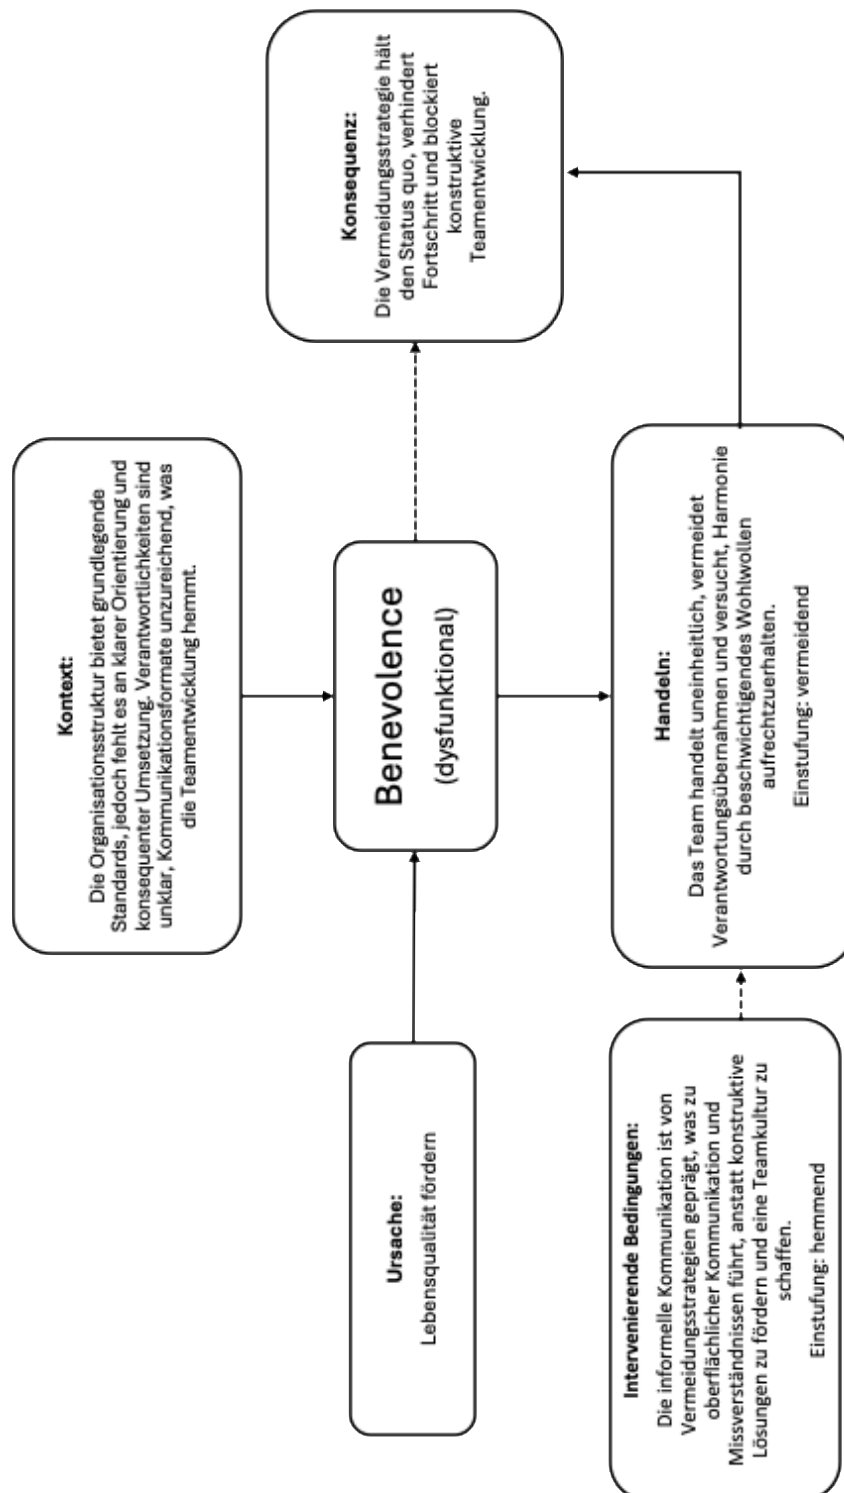 Kontext:
Die Organisationsstruktur bietet grundlegende
Standards, jedoch fehlt es an klarer Orientierung und
konsequenter Umsetzung. Verantwortlichkeiten sind
unklar, Kommunikationsformate unzureichend, was
die Teamentwicklung hemmt.
Ursache:
Lebensqualität fördern
Benevolence
(dysfunktional)
Konsequenz:
Die Vermeidungsstrategie hält
den Status quo, verhindert
Fortschritt und blockiert
konstruktive
Teamentwicklung.
Intervenierende Bedingungen:
Die informelle Kommunikation ist von
Vermeidungsstrategien geprägt, was zu
oberflächlicher Kommunikation und
Missverständnissen führt, anstatt konstruktive
Lösungen zu fördern und eine Teamkultur zu
schaffen.
Einstufung: hemmend
Handeln:
Das Team handelt uneinheitlich, vermeidet
Verantwortungsübernahmen und versucht, Harmonie
durch beschwichtigendes Wohlwollen
aufrechtzuerhalten.
Einstufung: vermeidend